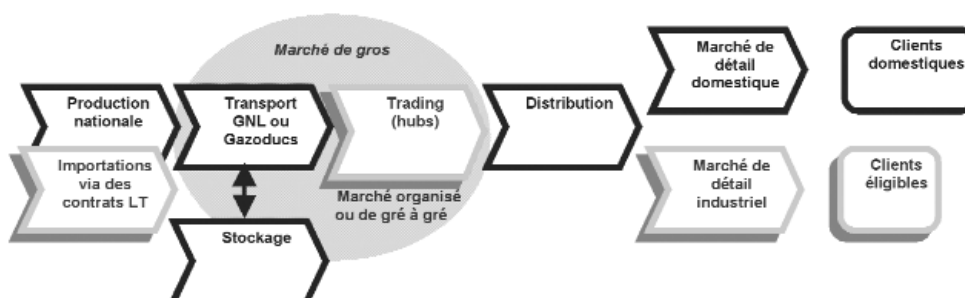 Marché de gros
Production
nationale
Transport
GNL ou
Gazoducs
Trading
(hubs)
Distribution
Marché de
détail
domestique
Clients
domestiques
Importations
via des
contrats LT
Marché organisé
ou de gré à gré
Marché de
détail
industriel
Clients
éligibles
Stockage